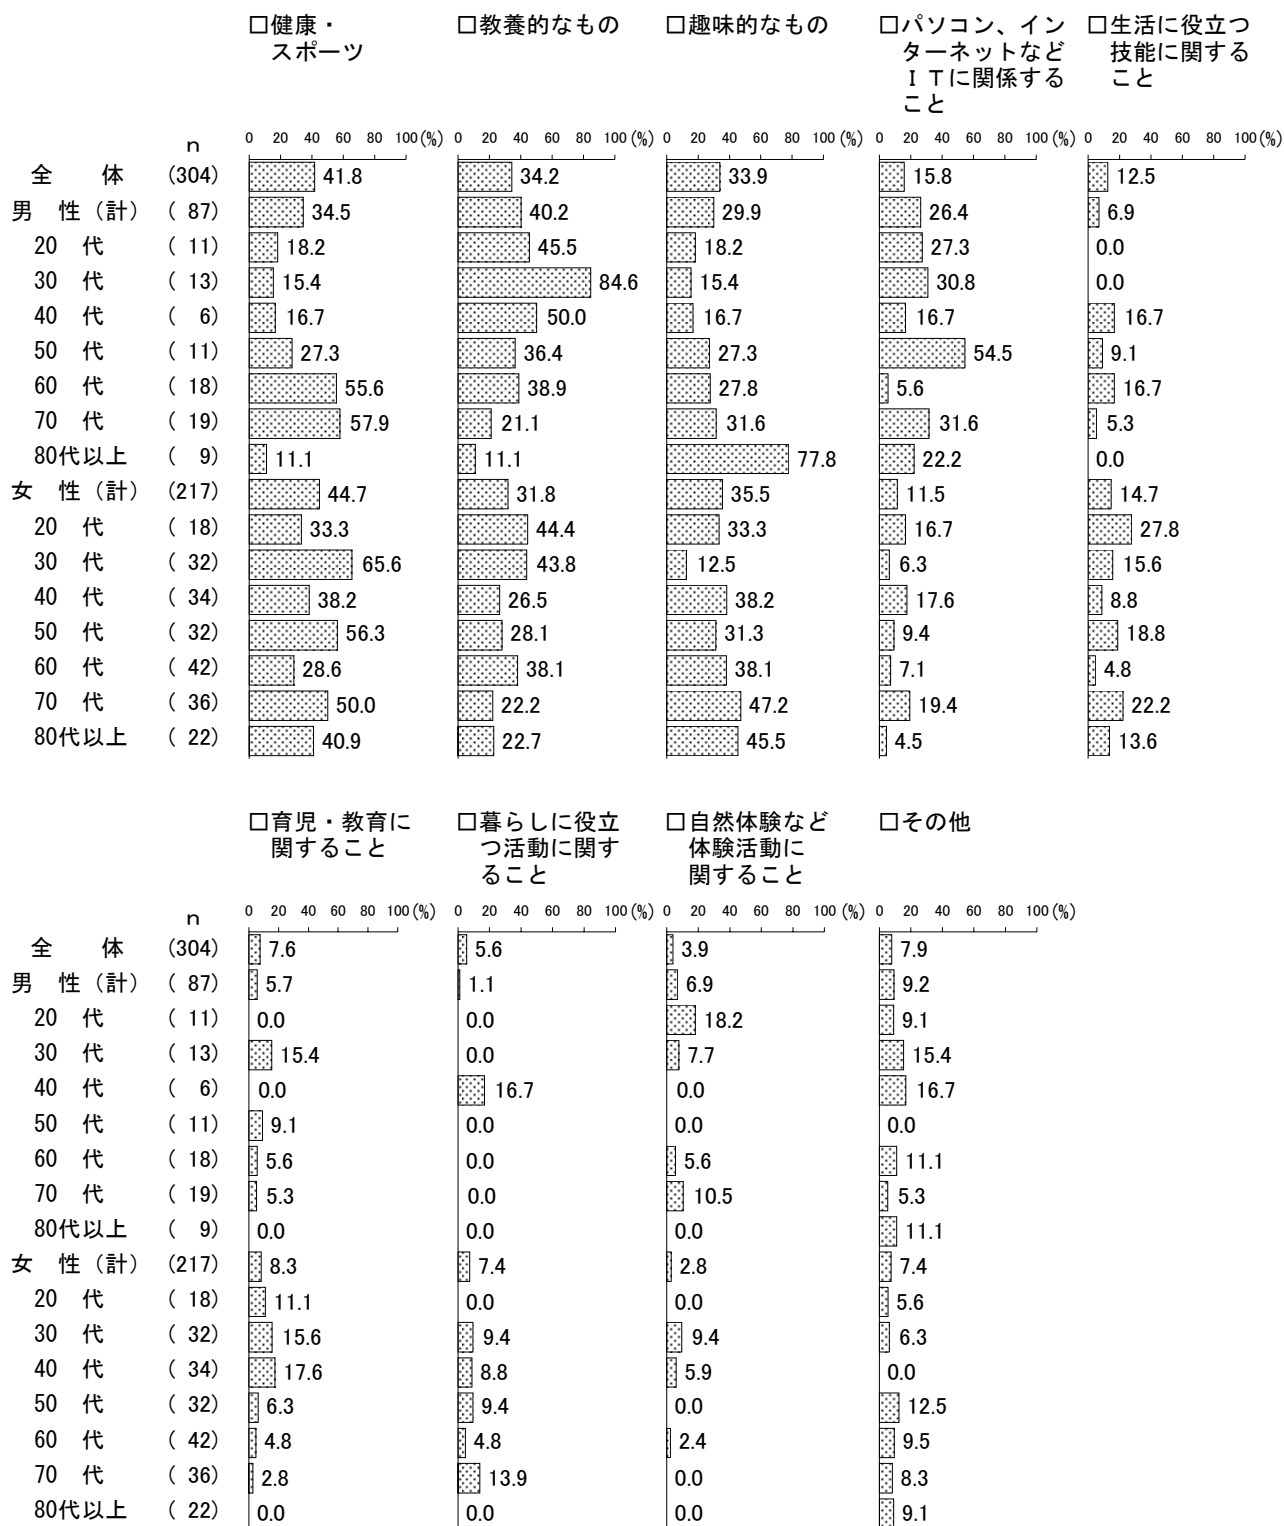 □健康・ □教養的なもの □趣味的なもの □パソコン、イン □生活に役立つ
スポーツ ターネットなど 技能に関する
ＩＴに関係する こと
こと
n 0 20 40 60 80 100(%) 0 20 40 60 80 100(%) 0 20 40 60 80 100(%) 0 20 40 60 80 100(%) 0 20 40 60 80 100(%)
全　体 (304) 41.8 34.2 33.9 15.8 12.5
男　性（計） ( 87) 34.5 40.2 29.9 26.4 6.9
20　代 ( 11) 18.2 45.5 18.2 27.3 0.0
30　代 ( 13) 15.4 84.6 15.4 30.8 0.0
40　代 ( 6) 16.7 50.0 16.7 16.7 16.7
50　代 ( 11) 27.3 36.4 27.3 54.5 9.1
60　代 ( 18) 55.6 38.9 27.8 5.6 16.7
70　代 ( 19) 57.9 21.1 31.6 31.6 5.3
80代以上 ( 9) 11.1 11.1 77.8 22.2 0.0
女　性（計） (217) 44.7 31.8 35.5 11.5 14.7
20　代 ( 18) 33.3 44.4 33.3 16.7 27.8
30　代 ( 32) 65.6 43.8 12.5 6.3 15.6
40　代 ( 34) 38.2 26.5 38.2 17.6 8.8
50　代 ( 32) 56.3 28.1 31.3 9.4 18.8
60　代 ( 42) 28.6 38.1 38.1 7.1 4.8
70　代 ( 36) 50.0 22.2 47.2 19.4 22.2
80代以上 ( 22) 40.9 22.7 45.5 4.5 13.6
□育児・教育に □暮らしに役立 □自然体験など □その他
関すること つ活動に関す 体験活動に
ること 関すること
n 0 20 40 60 80 100(%) 0 20 40 60 80 100(%) 0 20 40 60 80 100(%) 0 20 40 60 80 100(%)
全　体 (304) 7.6 5.6 3.9 7.9
男　性（計） ( 87) 5.7 1.1 6.9 9.2
20　代 ( 11) 0.0 0.0 18.2 9.1
30　代 ( 13) 15.4 0.0 7.7 15.4
40　代 ( 6) 0.0 16.7 0.0 16.7
50　代 ( 11) 9.1 0.0 0.0 0.0
60　代 ( 18) 5.6 0.0 5.6 11.1
70　代 ( 19) 5.3 0.0 10.5 5.3
80代以上 ( 9) 0.0 0.0 0.0 11.1
女　性（計） (217) 8.3 7.4 2.8 7.4
20　代 ( 18) 11.1 0.0 0.0 5.6
30　代 ( 32) 15.6 9.4 9.4 6.3
40　代 ( 34) 17.6 8.8 5.9 0.0
50　代 ( 32) 6.3 9.4 0.0 12.5
60　代 ( 42) 4.8 4.8 2.4 9.5
70　代 ( 36) 2.8 13.9 0.0 8.3
80代以上 ( 22) 0.0 0.0 0.0 9.1